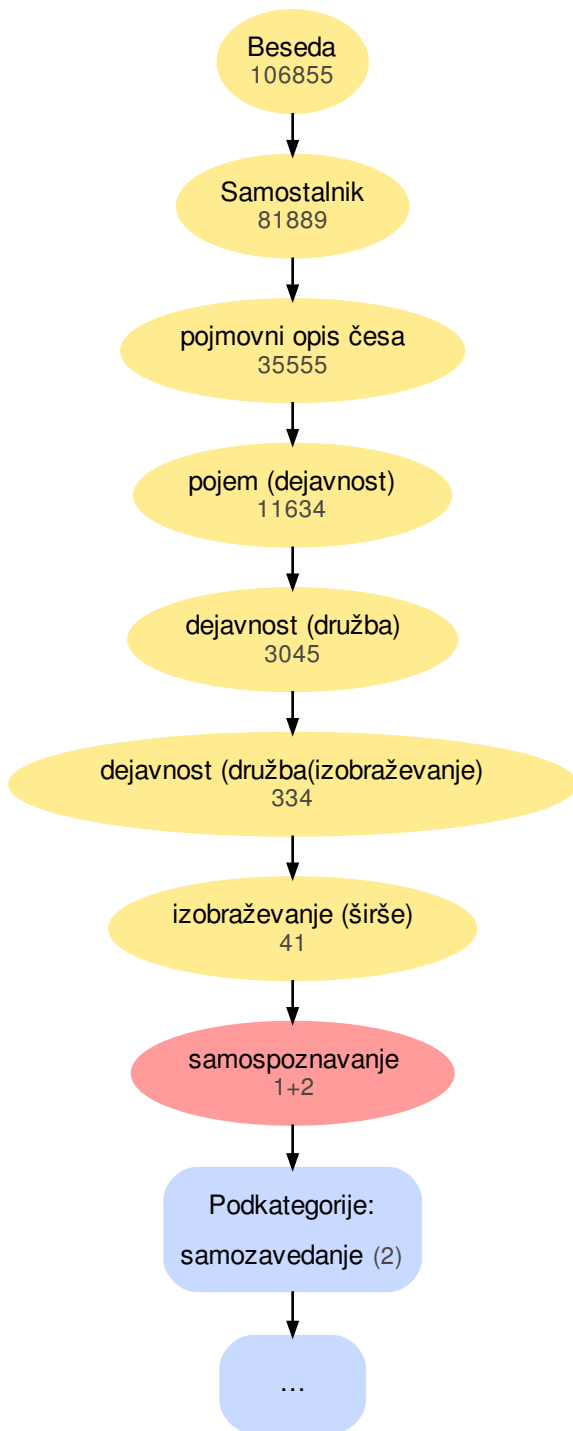 Beseda
106855
Samostalnik
81889
pojmovni opis česa
35555
pojem (dejavnost)
11634
dejavnost (družba)
3045
dejavnost (družba(izobraževanje)
334
izobraževanje (širše)
41
samospoznavanje
1+2
Podkategorije:
samozavedanje (2)
…